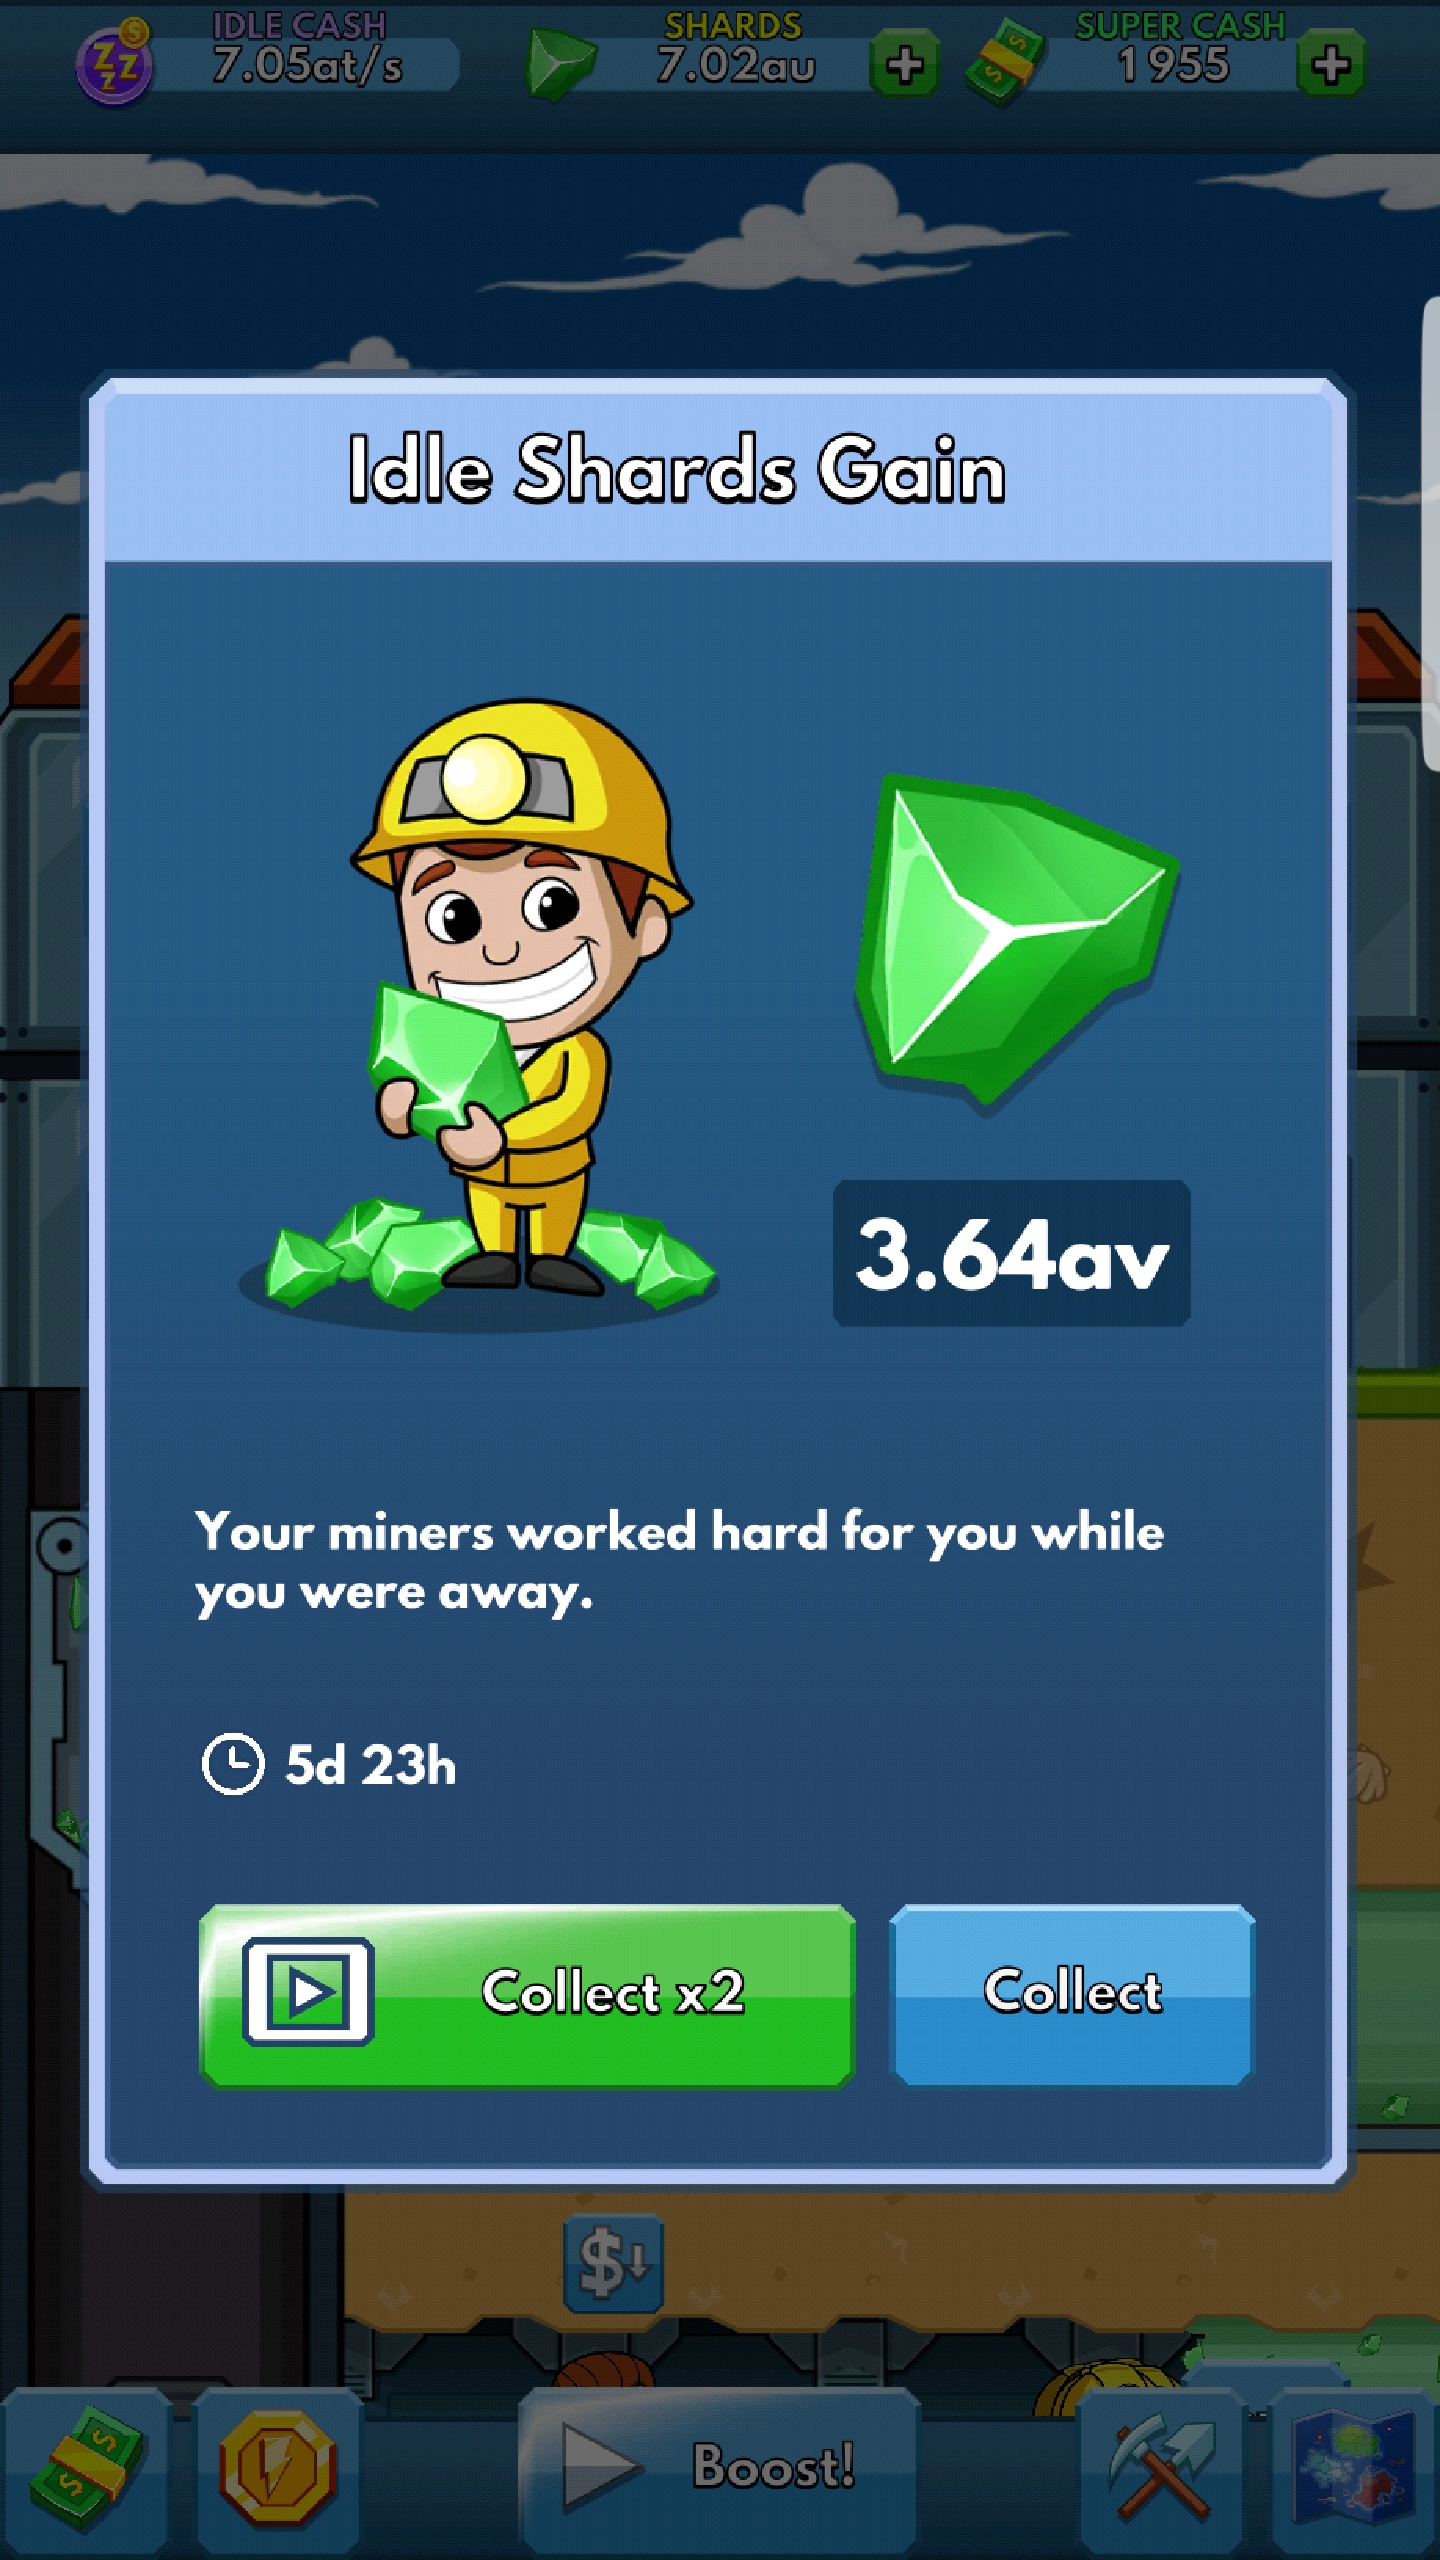 IDLE CASH
7.05at/s
SHARDS
7.02au
SUPER CASH
1955
Idle Shards Gain
3.64av
Your miners worked hard for you while
you were away.
5d 23h
Collect x2
Collect
Boost!